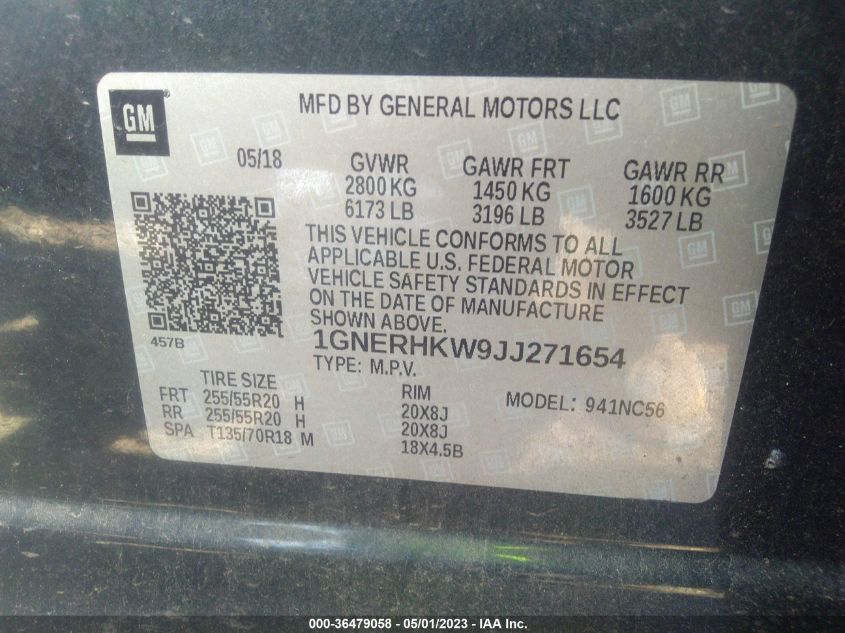 GM
MFD BY GENERAL MOTORS LLC
05/18 GVWR GAWR FRT GAWR RR
2800 KG 1450 KG 1600 KG
6173 LB 3196 LB 3527 LB
THIS VEHICLE CONFORMS TO ALL
APPLICABLE U.S. FEDERAL MOTOR
VEHICLE SAFETY STANDARDS IN EFFECT
ON THE DATE OF MANUFACTURE
SHOWN ABOVE.
457B
1GNERHKW9JJ271654
TYPE: M.P.V.
TIRE SIZE RIM MODEL: 941NC56
FRT 255/55R20 H 20X8J
RR 255/55R20 H 20X8J
SPA T135/70R18 M 18X4.5B
000-36479058 - 05/01/2023 - IAA Inc.